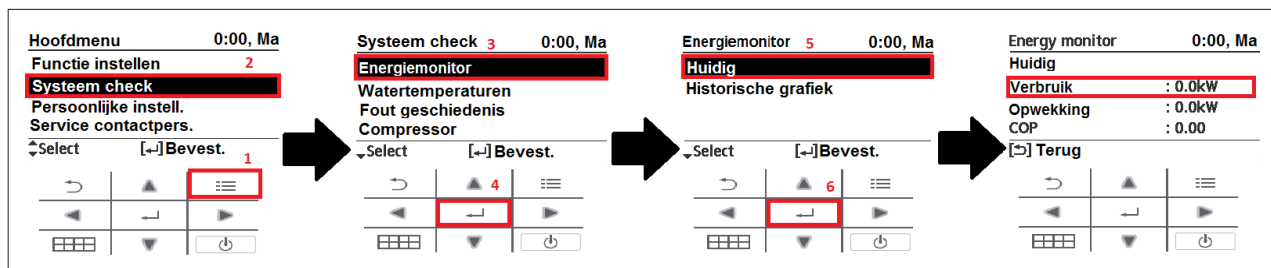 Hoofdmenu 0:00, Ma
Functie instellen 2
Systeem check
Persoonlijke instell.
Service contactpers.
Select [↵]Bevest.
1
Systeem check 3 0:00, Ma
Energiemonitor
Watertemperaturen
Fout geschiedenis
Compressor
Select [↵]Bevest.
4
Energiemonitor 5 0:00, Ma
Huidig
Historische grafiek
Select [↵]Bevest.
6
Energy monitor 0:00, Ma
Huidig
Verbruik : 0.0kW
Opwekking : 0.0kW
COP : 0.00
[⮌] Terug